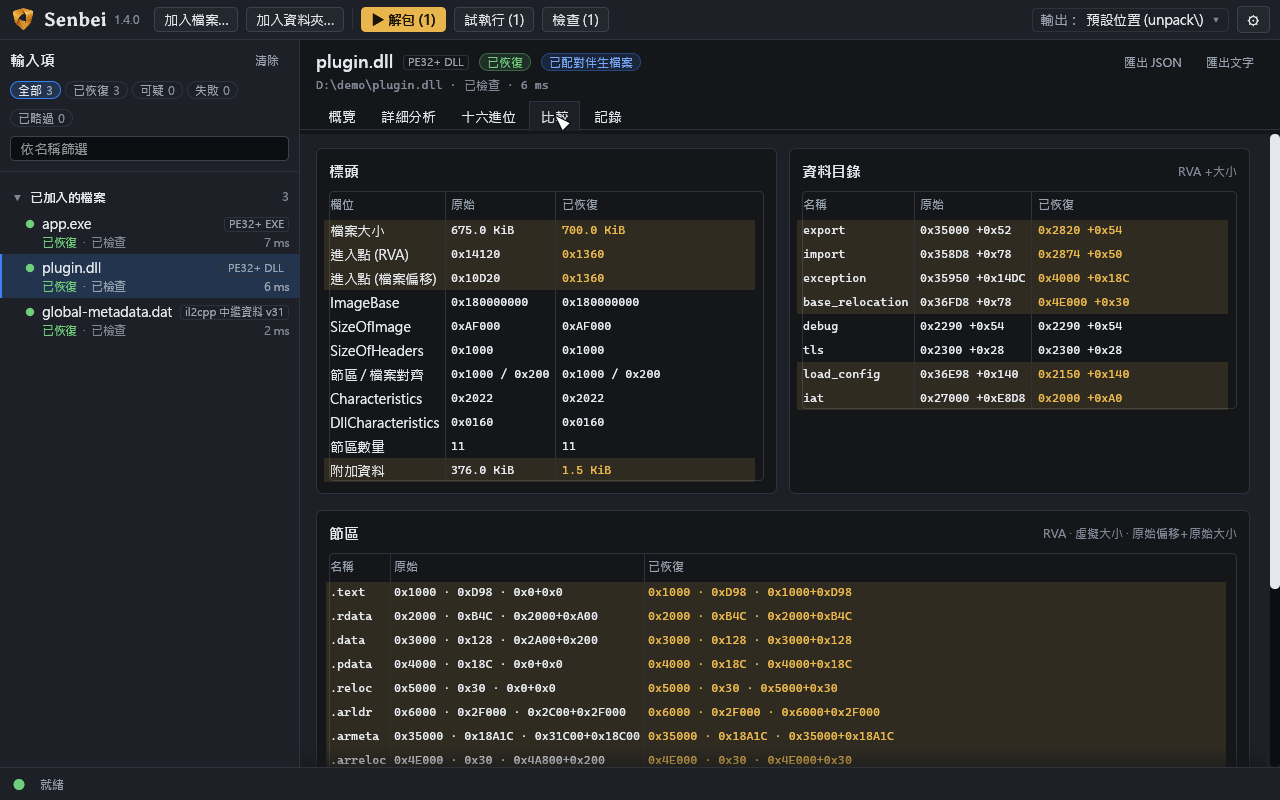 Senbei 1.4.0 加入檔案... 加入資料夾... ▶ 解包 (1) 試執行 (1) 檢查 (1) 輸出： 預設位置 (unpack\) ▾
輸入項 清除
全部 3 已恢復 3 可疑 0 失敗 0
已略過 0
依名稱篩選
▼ 已加入的檔案 3
app.exe PE32+ EXE
已恢復 · 已檢查 7 ms
plugin.dll PE32+ DLL
已恢復 · 已檢查 6 ms
global-metadata.dat il2cpp 中繼資料 v31
已恢復 · 已檢查 2 ms
plugin.dll PE32+ DLL 已恢復 已配對伴生檔案 匯出 JSON 匯出文字
D:\demo\plugin.dll · 已檢查 · 6 ms
概覽 詳細分析 十六進位 比較 記錄
標頭
欄位 原始 已恢復
檔案大小 675.0 KiB 700.0 KiB
進入點 (RVA) 0x14120 0x1360
進入點 (檔案偏移) 0x10D20 0x1360
ImageBase 0x180000000 0x180000000
SizeOfImage 0xAF000 0xAF000
SizeOfHeaders 0x1000 0x1000
節區 / 檔案對齊 0x1000 / 0x200 0x1000 / 0x200
Characteristics 0x2022 0x2022
DllCharacteristics 0x0160 0x0160
節區數量 11 11
附加資料 376.0 KiB 1.5 KiB
資料目錄 RVA +大小
名稱 原始 已恢復
export 0x35000 +0x52 0x2820 +0x54
import 0x358D8 +0x78 0x2874 +0x50
exception 0x35950 +0x14DC 0x4000 +0x18C
base_relocation 0x36FD8 +0x78 0x4E000 +0x30
debug 0x2290 +0x54 0x2290 +0x54
tls 0x2300 +0x28 0x2300 +0x28
load_config 0x36E98 +0x140 0x2150 +0x140
iat 0x27000 +0xE8D8 0x2000 +0xA0
節區 RVA · 虛擬大小 · 原始偏移+原始大小
名稱 原始 已恢復
.text 0x1000 · 0xD98 · 0x0+0x0 0x1000 · 0xD98 · 0x1000+0xD98
.rdata 0x2000 · 0xB4C · 0x2000+0xA00 0x2000 · 0xB4C · 0x2000+0xB4C
.data 0x3000 · 0x128 · 0x2A00+0x200 0x3000 · 0x128 · 0x3000+0x128
.pdata 0x4000 · 0x18C · 0x0+0x0 0x4000 · 0x18C · 0x4000+0x18C
.reloc 0x5000 · 0x30 · 0x0+0x0 0x5000 · 0x30 · 0x5000+0x30
.arldr 0x6000 · 0x2F000 · 0x2C00+0x2F000 0x6000 · 0x2F000 · 0x6000+0x2F000
.armeta 0x35000 · 0x18A1C · 0x31C00+0x18C00 0x35000 · 0x18A1C · 0x35000+0x18A1C
.arreloc 0x4E000 · 0x30 · 0x4A800+0x200 0x4E000 · 0x30 · 0x4E000+0x30
就緒